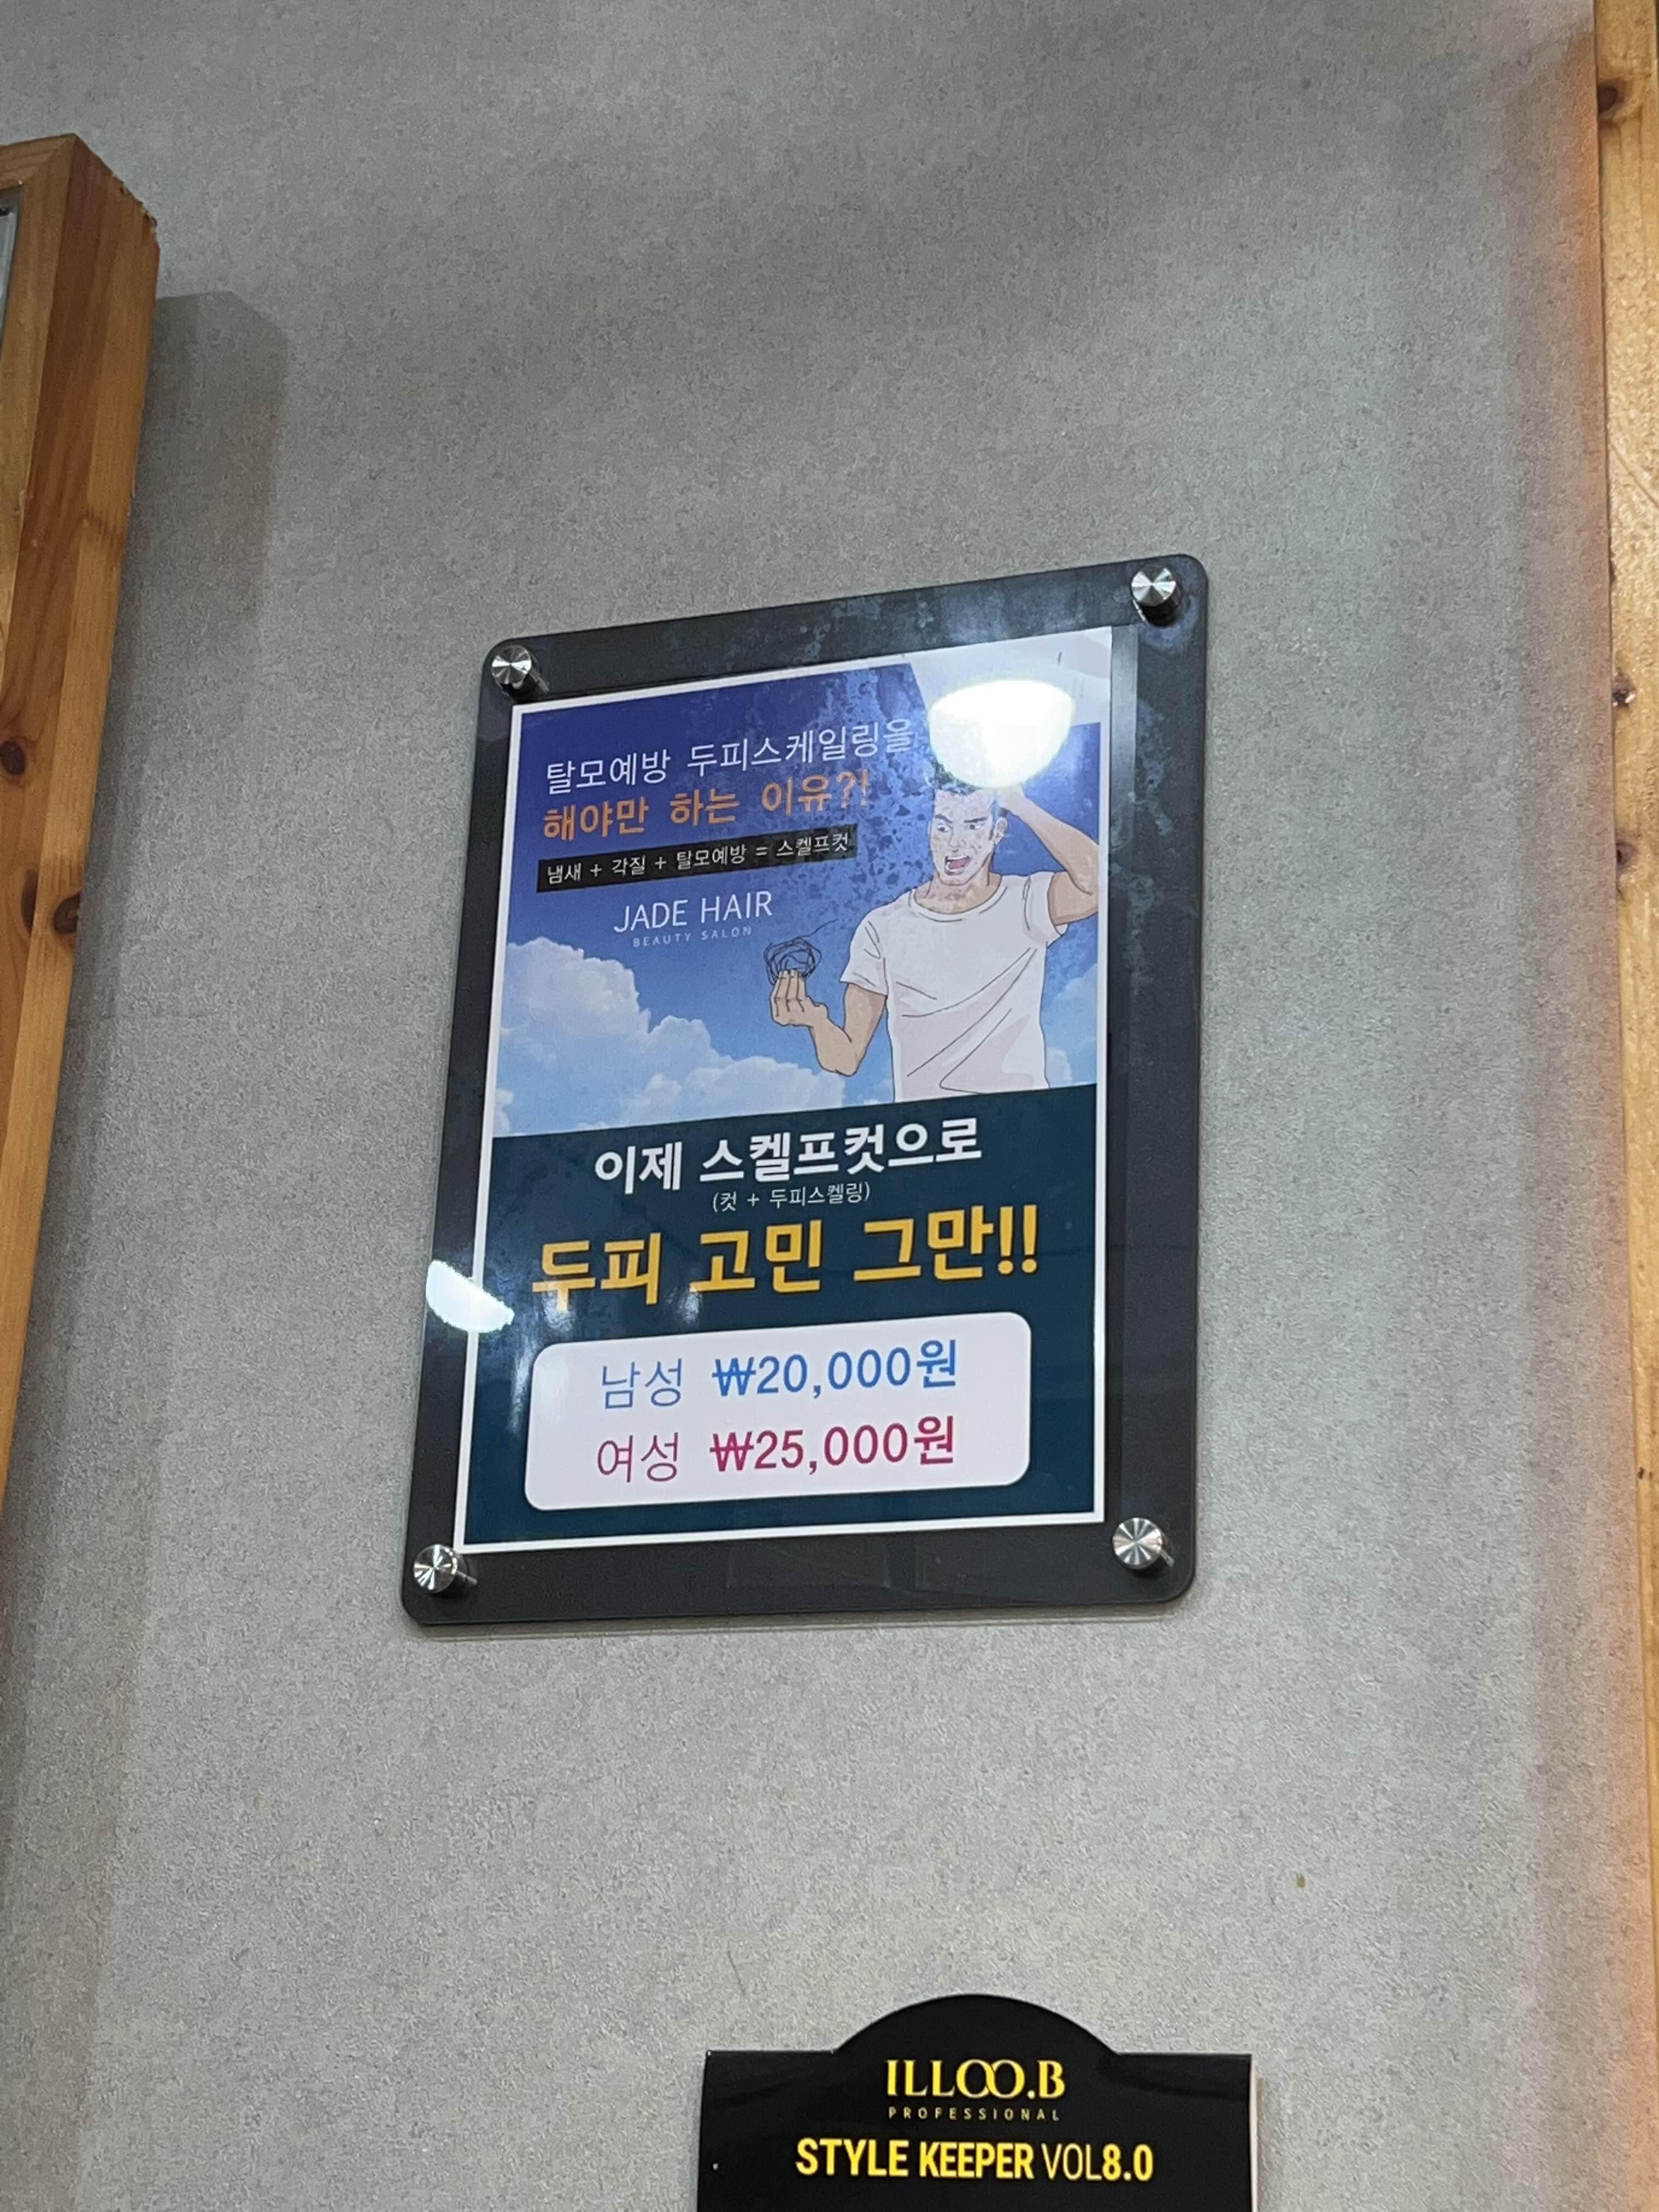 탈모예방 두피스케일링을
해야만 하는 이유?!
냄새 + 각질 + 탈모예방 = 스켈프컷
JADE HAIR
BEAUTY SALON
이제 스켈프컷으로
(컷 + 두피스켈링)
두피 고민 그만!!
남성 ₩20,000원
여성 ₩25,000원
ILLOO.B
PROFESSIONAL
STYLE KEEPER VOL8.0